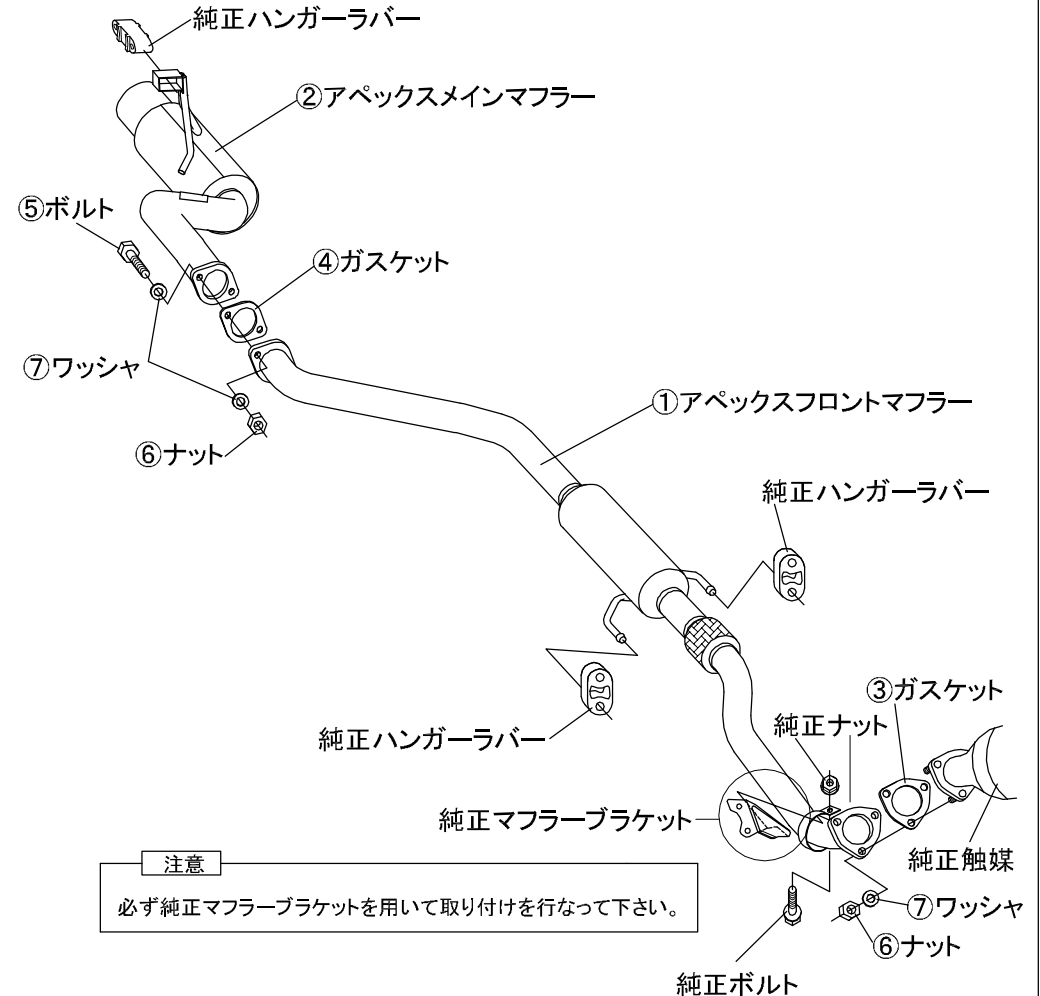 純正ハンガーラバー
②アペックスメインマフラー
⑤ボルト
④ガスケット
⑦ワッシャ
①アペックスフロントマフラー
⑥ナット
純正ハンガーラバー
③ガスケット
純正ナット
純正ハンガーラバー
純正マフラーブラケット
純正触媒
注意
必ず純正マフラーブラケットを用いて取り付けを行なって下さい。
⑦ワッシャ
⑥ナット
純正ボルト